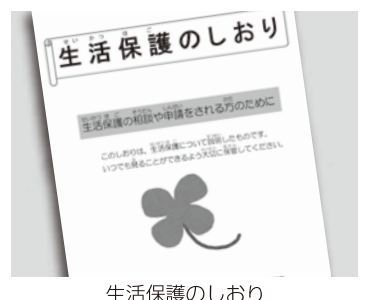 生活保護のしおり
生活保護の相談や申請をされる方のために
このしおりは、生活保護について説明したものです。
いつでも見ることができるよう大切に保管してください。
生活保護のしおり